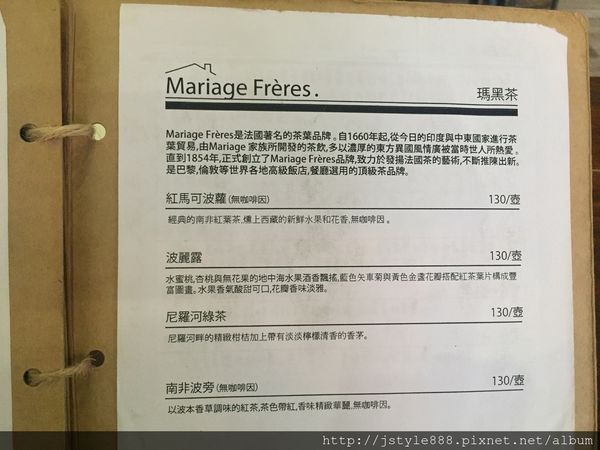 Mariage Frères.
瑪黑茶
Mariage Frères是法國著名的茶葉品牌。自1660年起,從今日的印度與中東國家進行茶
葉貿易,由Mariage 家族所開發的茶飲,多以濃厚的東方異國風情廣被當時世人所熱愛。
直到1854年,正式創立了Mariage Frères品牌,致力於發揚法國茶的藝術,不斷推陳出新。
是巴黎,倫敦等世界各地高級飯店,餐廳選用的頂級茶品牌。
紅馬可波蘿(無咖啡因) 130/壺
經典的南非紅葉茶,燻上西藏的新鮮水果和花香,無咖啡因。
波麗露 130/壺
水蜜桃,杏桃與無花果的地中海水果酒香飄搖,藍色矢車菊與黃色金盞花瓣搭配紅茶葉片構成豐
富圖畫。水果香氣酸甜可口,花瓣香味淡雅。
尼羅河綠茶 130/壺
尼羅河畔的精緻柑桔加上帶有淡淡檸檬清香的香茅。
南非波旁(無咖啡因) 130/壺
以波本香草調味的紅茶,茶色帶紅,香味精緻華麗,無咖啡因。
http://jstyle888.pixnet.net/album